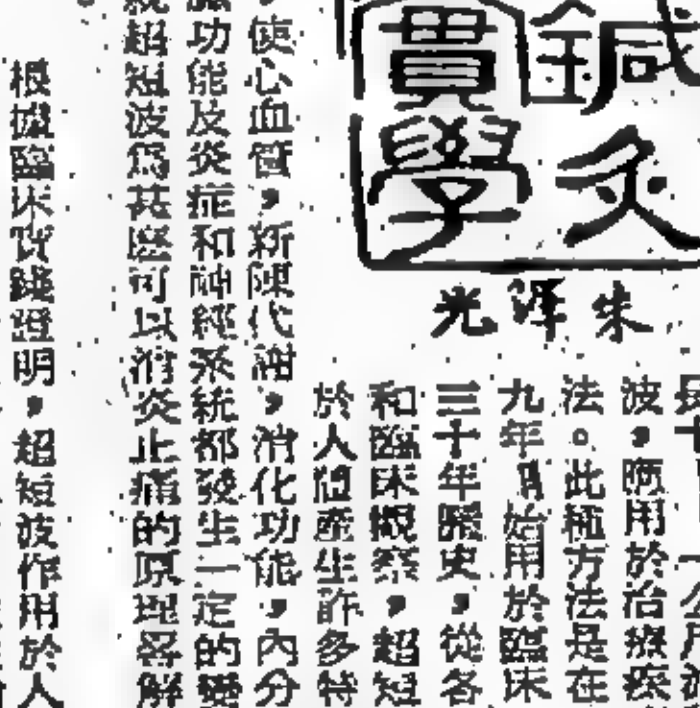 鍼灸
實學
朱澤光
波，應用於治療疾
法。此種方法是在
九年開始用於臨床
三十年歷史，從各
和臨床觀察，超短
於人體產生許多特
，使心血管，新陳代謝，消化功能，內分
功能及炎症和神經系統都發生一定的變
超短波爲甚麼可以消炎止痛的原理畧解
根據臨床實踐證明，超短波作用於人